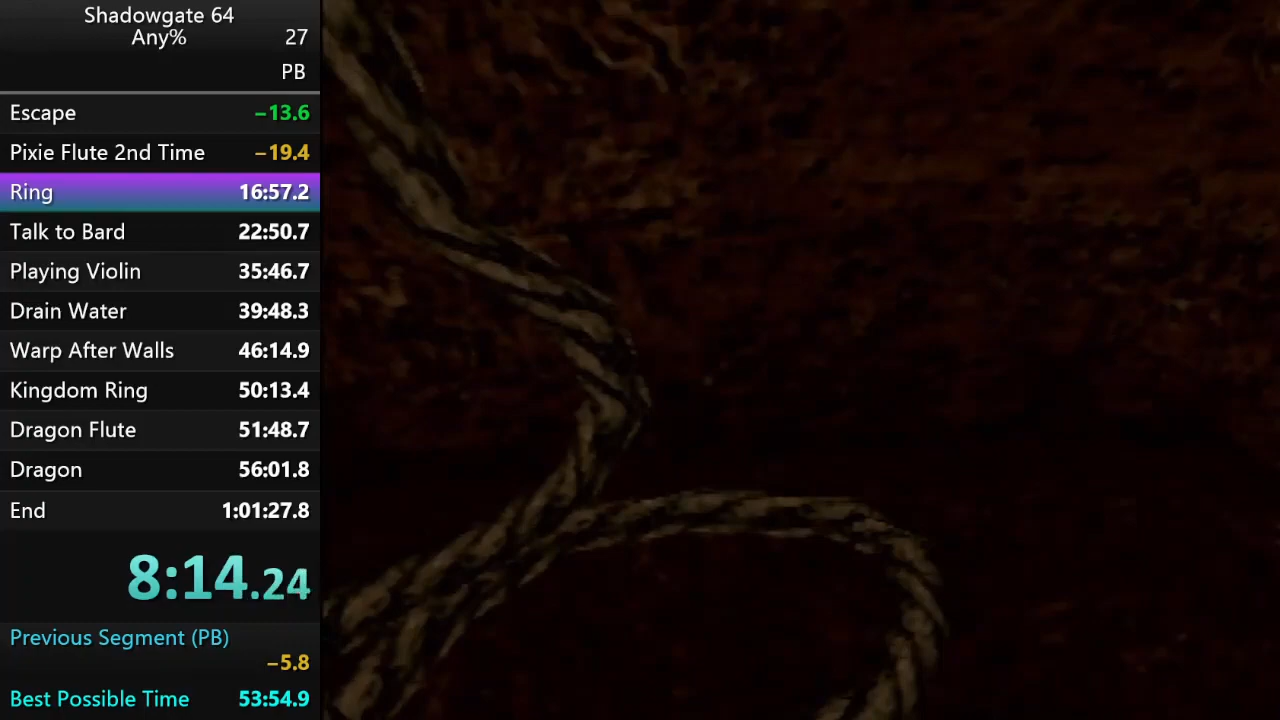 Shadowgate 64
Any% 27
PB
Escape −13.6
Pixie Flute 2nd Time −19.4
Ring 16:57.2
Talk to Bard 22:50.7
Playing Violin 35:46.7
Drain Water 39:48.3
Warp After Walls 46:14.9
Kingdom Ring 50:13.4
Dragon Flute 51:48.7
Dragon 56:01.8
End 1:01:27.8
8:14.24
Previous Segment (PB)
−5.8
Best Possible Time 53:54.9